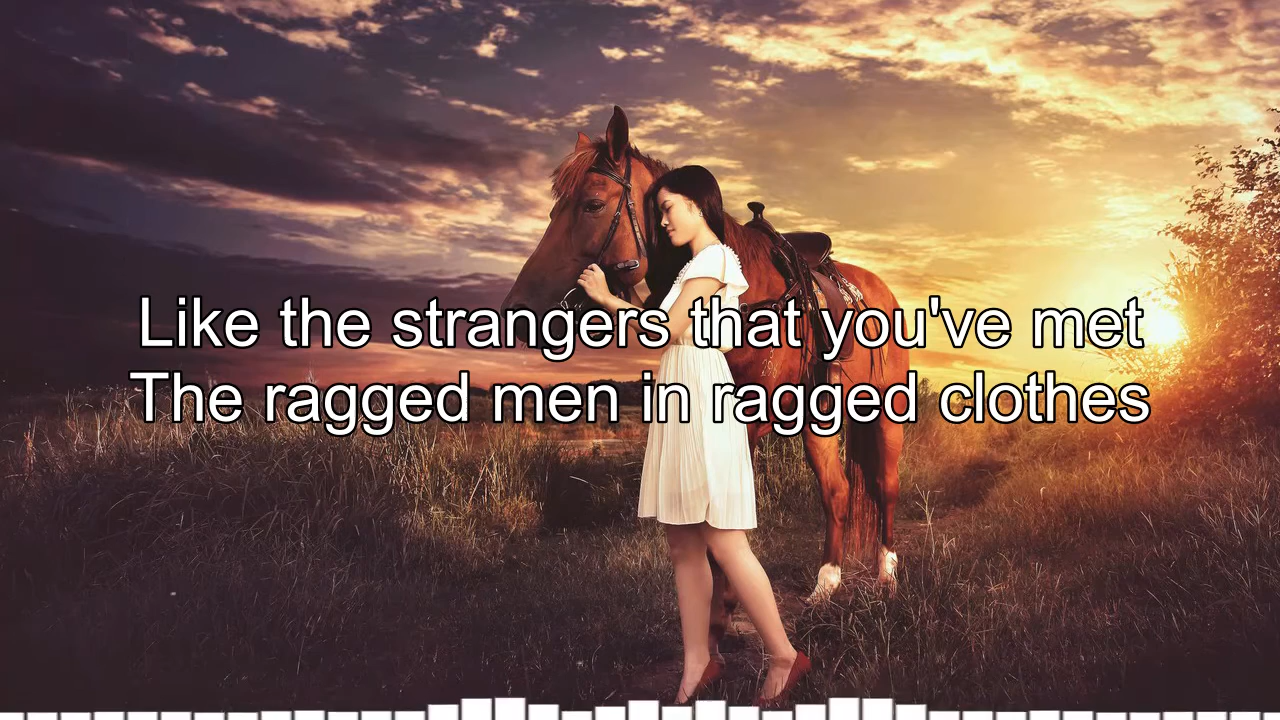 Like the strangers that you've met
The ragged men in ragged clothes